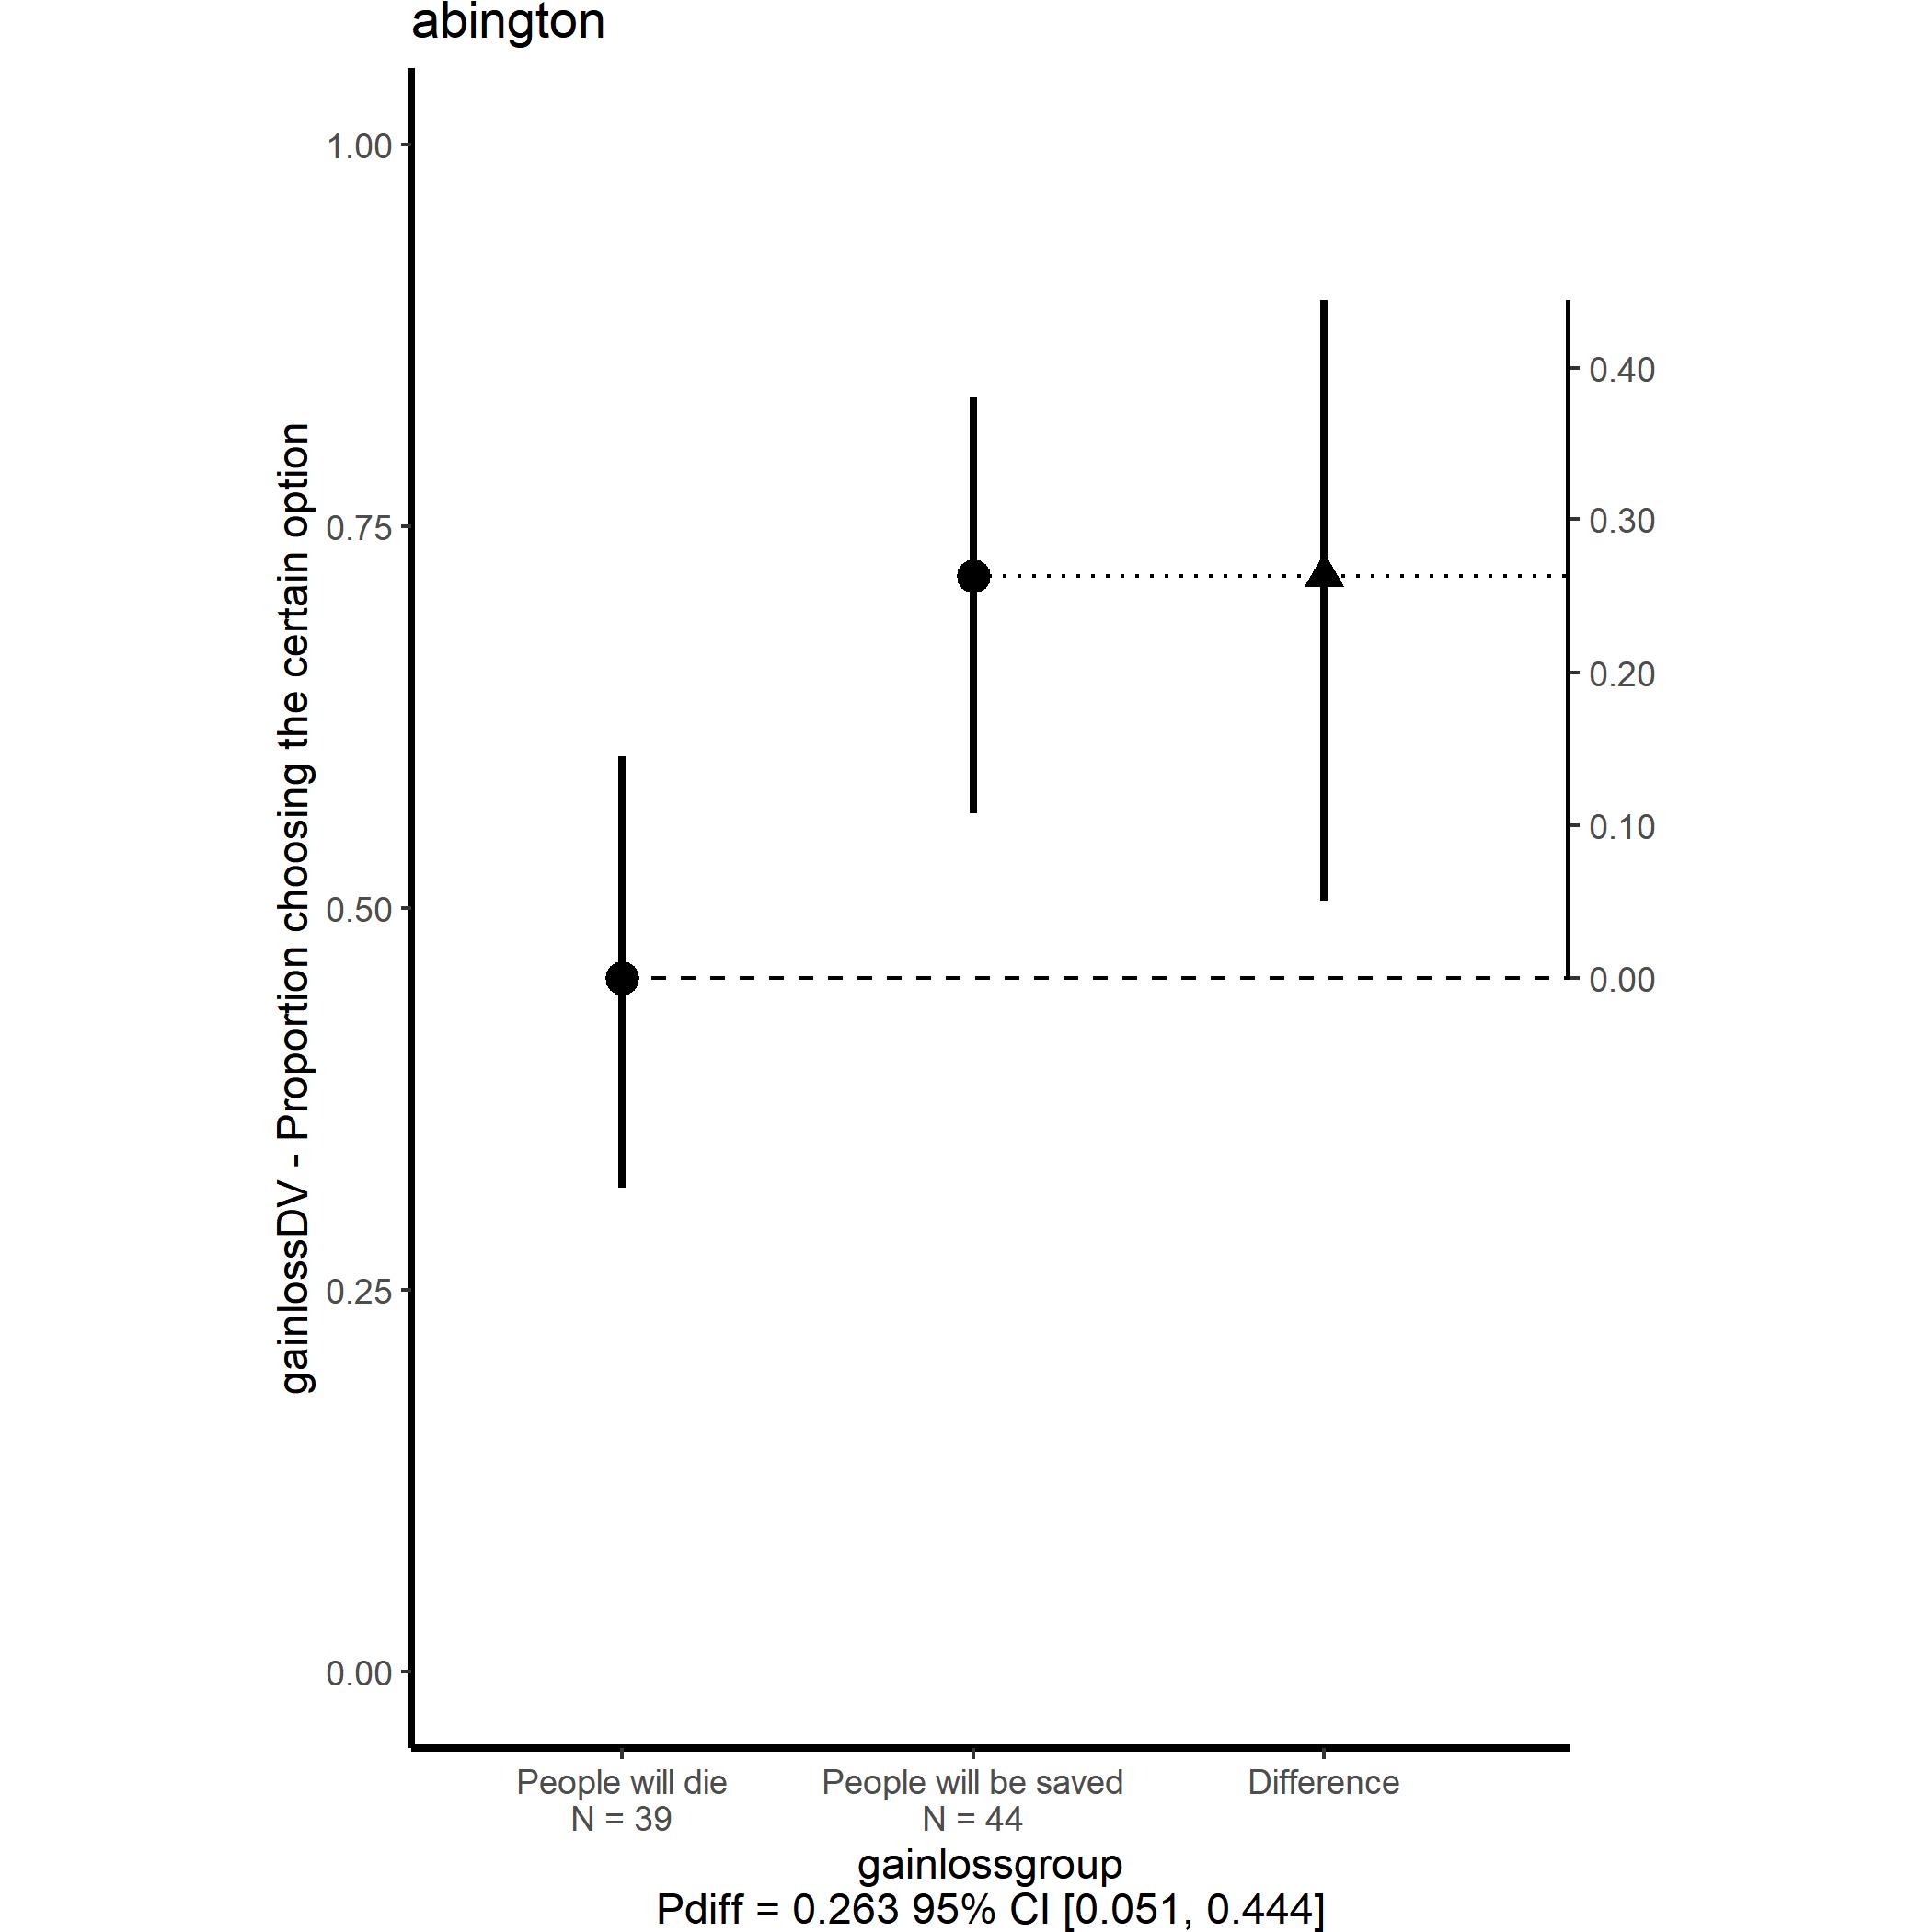 abington
gainlossDV - Proportion choosing the certain option
1.00
0.75
0.50
0.25
0.00
0.40
0.30
0.20
0.10
0.00
People will die
N = 39
People will be saved
N = 44
Difference
gainlossgroup
Pdiff = 0.263 95% CI [0.051, 0.444]